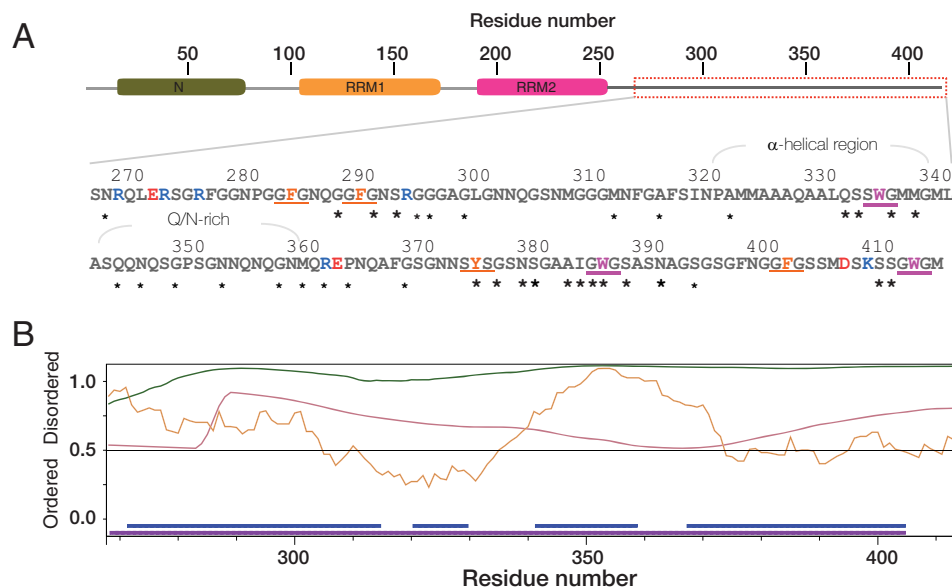 A
Residue number
50 100 150 200 250 300 350 400
N RRM1 RRM2
α-helical region
270 280 290 300 310 320 330 340
SNRQLERSGRFGGNPGGFGNQGGFGNSRGGGAGLGNNQGSNMGGGMNFGAFSINPAMMAAAQAALQSSWGMMGML
Q/N-rich
350 360 370 380 390 400 410
ASQQNQSGPSGNNQNQGNMQREPNQAFGSGNNSYSGSNSGAAIGWGSASNAGSGSGFNGGFGSSMDSKSSGWGM
B
Ordered Disordered
1.0
0.5
0.0
300 350 400
Residue number